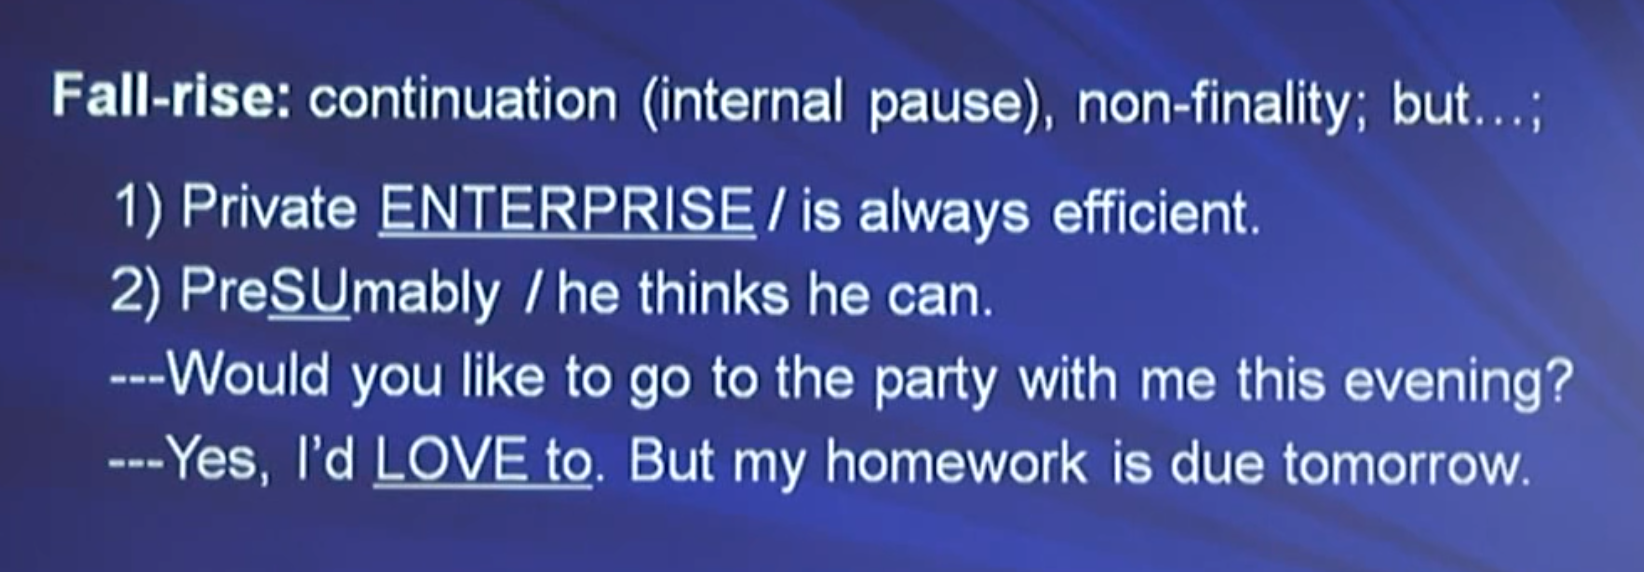 Fall-rise: continuation (internal pause), non-finality; but...;
1) Private ENTERPRISE / is always efficient.
2) PreSUmably / he thinks he can.
---Would you like to go to the party with me this evening?
---Yes, I'd LOVE to. But my homework is due tomorrow.